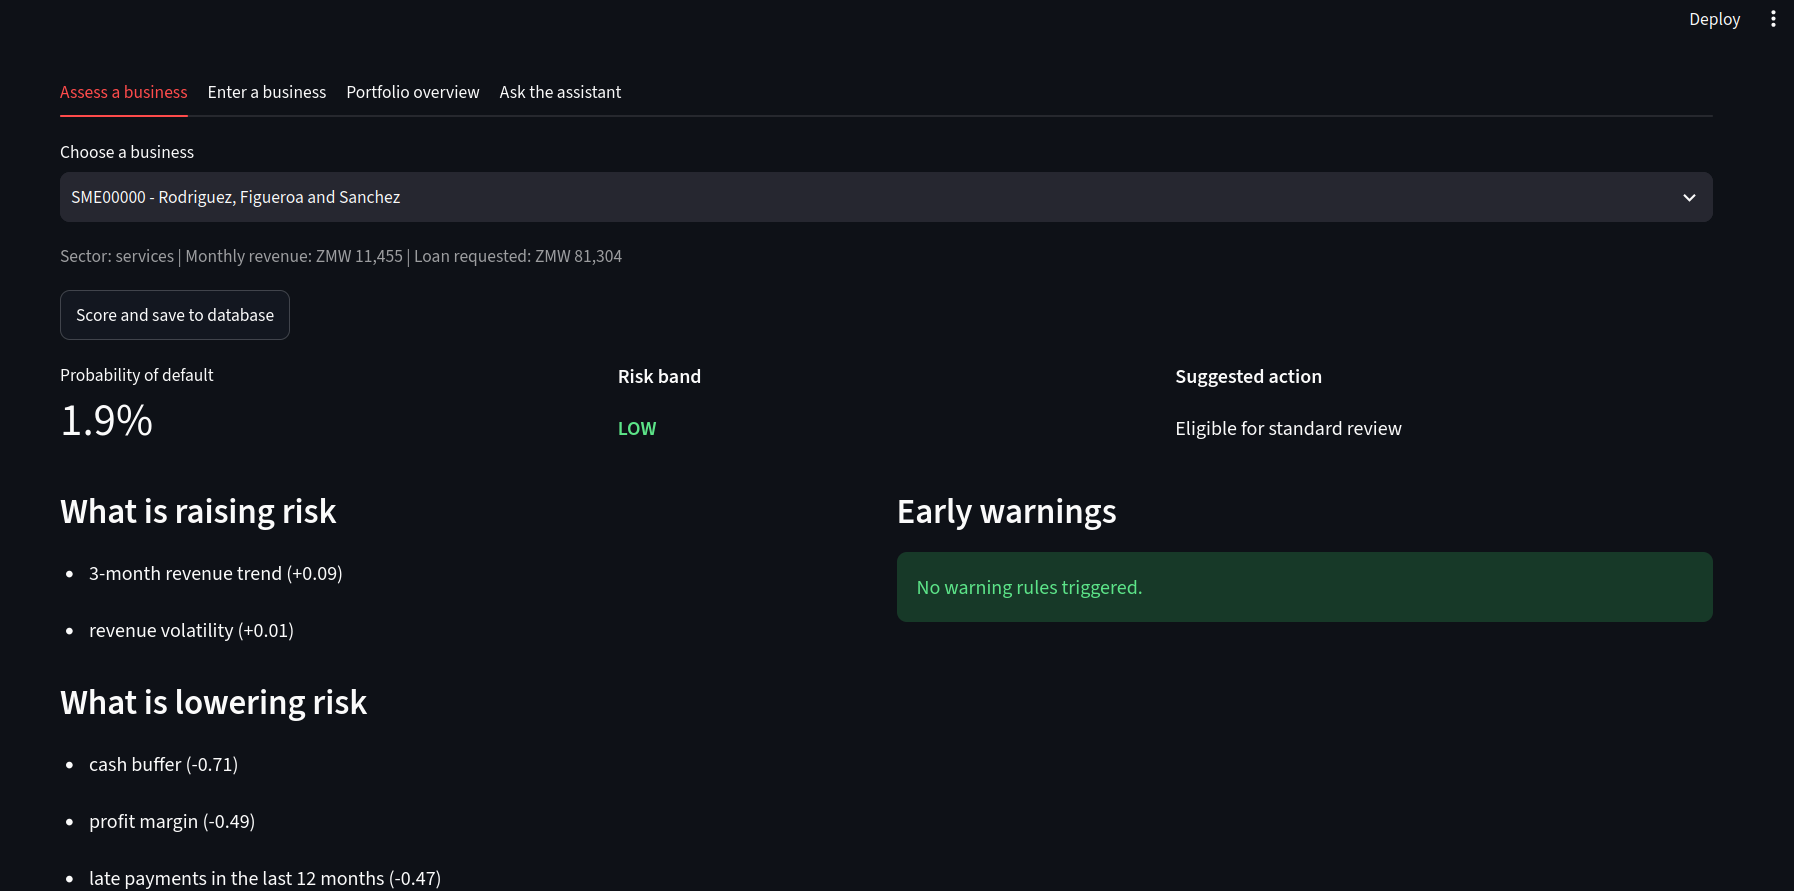 Deploy
Assess a business
Enter a business
Portfolio overview
Ask the assistant
Choose a business
SME00000 - Rodriguez, Figueroa and Sanchez
Sector: services | Monthly revenue: ZMW 11,455 | Loan requested: ZMW 81,304
Score and save to database
Probability of default
1.9%
Risk band
LOW
Suggested action
Eligible for standard review
What is raising risk
3-month revenue trend (+0.09)
revenue volatility (+0.01)
Early warnings
No warning rules triggered.
What is lowering risk
cash buffer (-0.71)
profit margin (-0.49)
late payments in the last 12 months (-0.47)